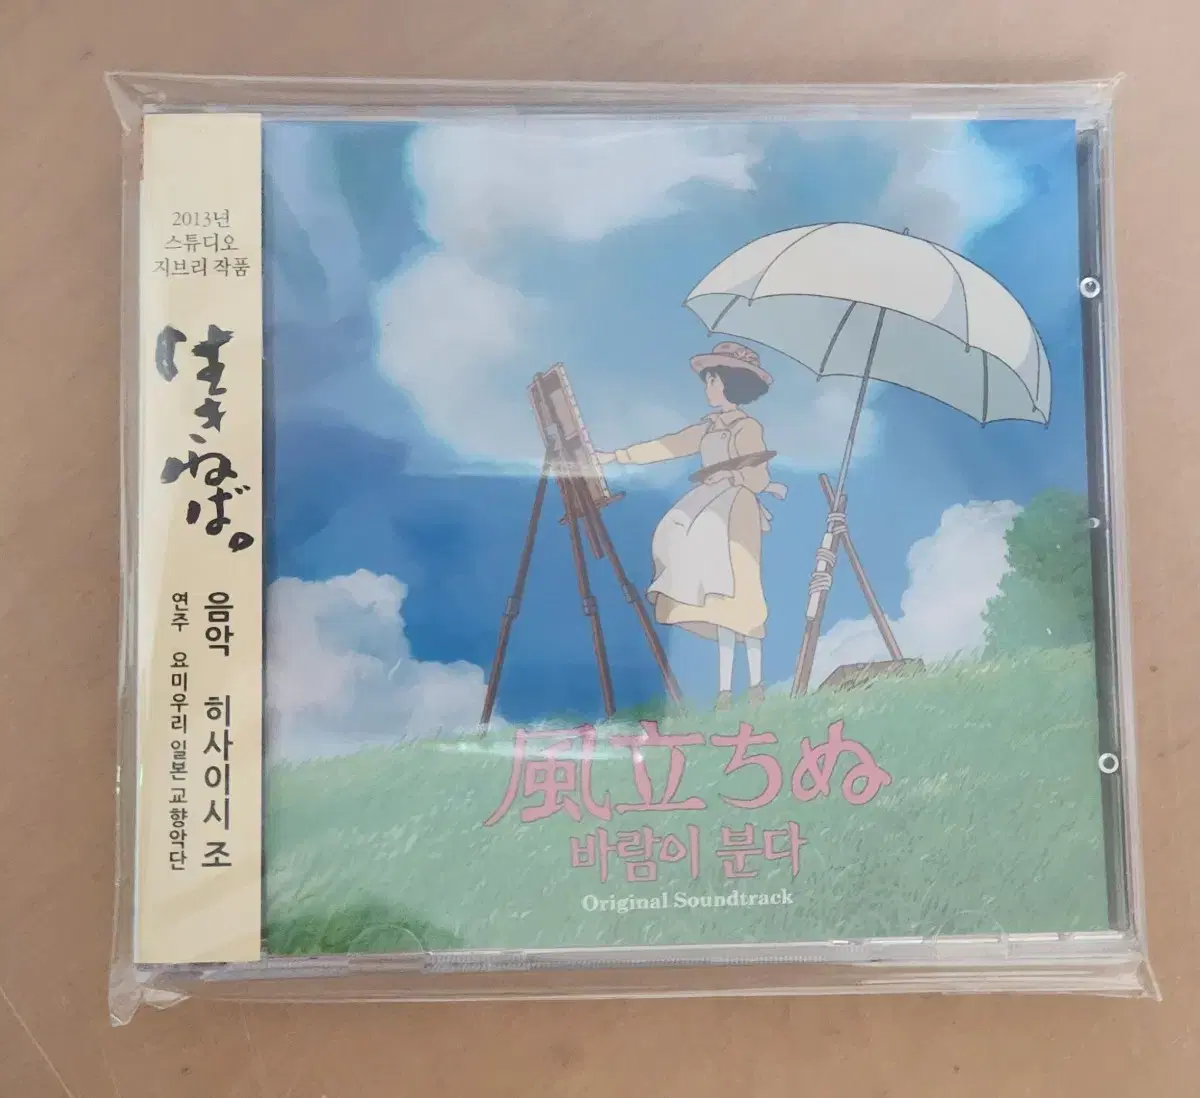 2013년
스튜디오
지브리 작품
生きねば。
음악 히사이시 조
연주 요미우리 일본 교향악단
風立ちぬ
바람이 분다
Original Soundtrack